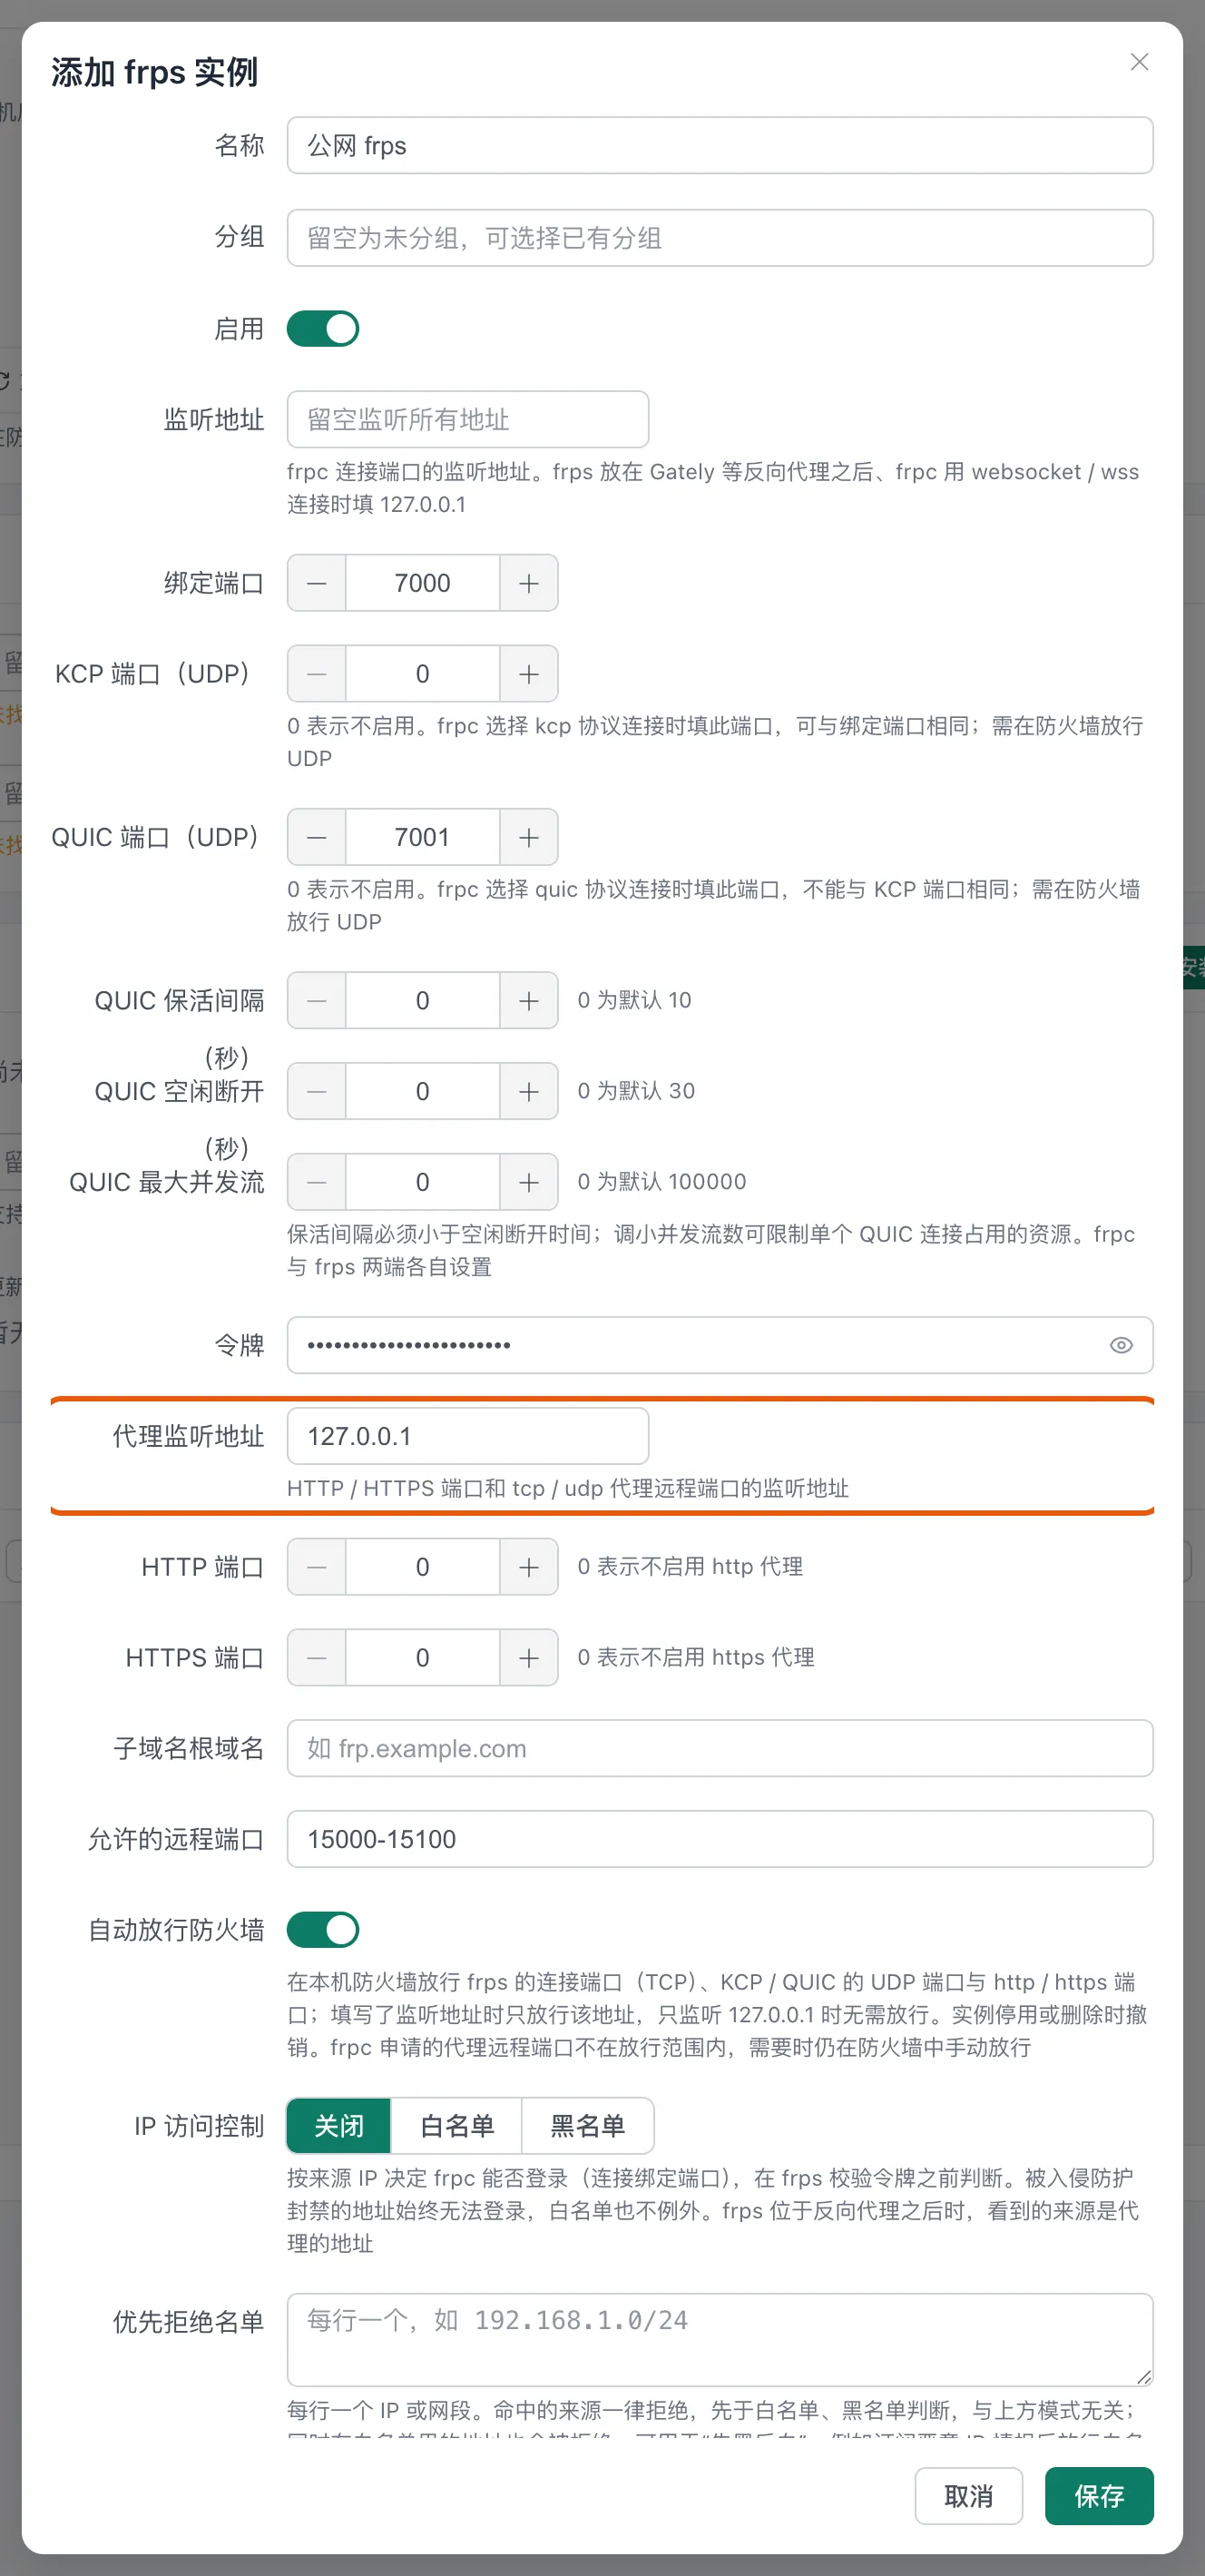 添加 frps 实例
名称
公网 frps
分组
留空为未分组，可选择已有分组
启用
监听地址
留空监听所有地址
frpc 连接端口的监听地址。frps 放在 Gately 等反向代理之后、frpc 用 websocket / wss
连接时填 127.0.0.1
绑定端口
7000
KCP 端口（UDP）
0
0 表示不启用。frpc 选择 kcp 协议连接时填此端口，可与绑定端口相同；需在防火墙放行
UDP
QUIC 端口（UDP）
7001
0 表示不启用。frpc 选择 quic 协议连接时填此端口，不能与 KCP 端口相同；需在防火墙
放行 UDP
QUIC 保活间隔
（秒）
0
0 为默认 10
QUIC 空闲断开
（秒）
0
0 为默认 30
QUIC 最大并发流
0
0 为默认 100000
保活间隔必须小于空闲断开时间；调小并发流数可限制单个 QUIC 连接占用的资源。frpc
与 frps 两端各自设置
令牌
代理监听地址
127.0.0.1
HTTP / HTTPS 端口和 tcp / udp 代理远程端口的监听地址
HTTP 端口
0
0 表示不启用 http 代理
HTTPS 端口
0
0 表示不启用 https 代理
子域名根域名
如 frp.example.com
允许的远程端口
15000-15100
自动放行防火墙
在本机防火墙放行 frps 的连接端口（TCP）、KCP / QUIC 的 UDP 端口与 http / https 端
口；填写了监听地址时只放行该地址，只监听 127.0.0.1 时无需放行。实例停用或删除时撤
销。frpc 申请的代理远程端口不在放行范围内，需要时仍在防火墙中手动放行
IP 访问控制
关闭
白名单
黑名单
按来源 IP 决定 frpc 能否登录（连接绑定端口），在 frps 校验令牌之前判断。被入侵防护
封禁的地址始终无法登录，白名单也不例外。frps 位于反向代理之后时，看到的来源是代
理的地址
优先拒绝名单
每行一个，如 192.168.1.0/24
每行一个 IP 或网段。命中的来源一律拒绝，先于白名单、黑名单判断，与上方模式无关；
取消
保存